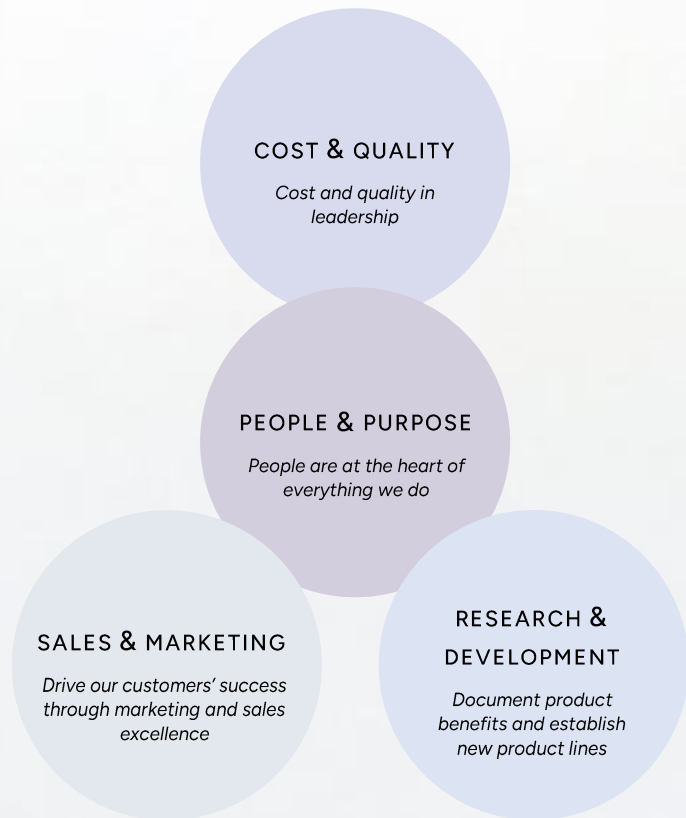 COST & QUALITY
Cost and quality in
leadership
PEOPLE & PURPOSE
People are at the heart of
everything we do
SALES & MARKETING
Drive our customers’ success
through marketing and sales
excellence
RESEARCH &
DEVELOPMENT
Document product
benefits and establish
new product lines